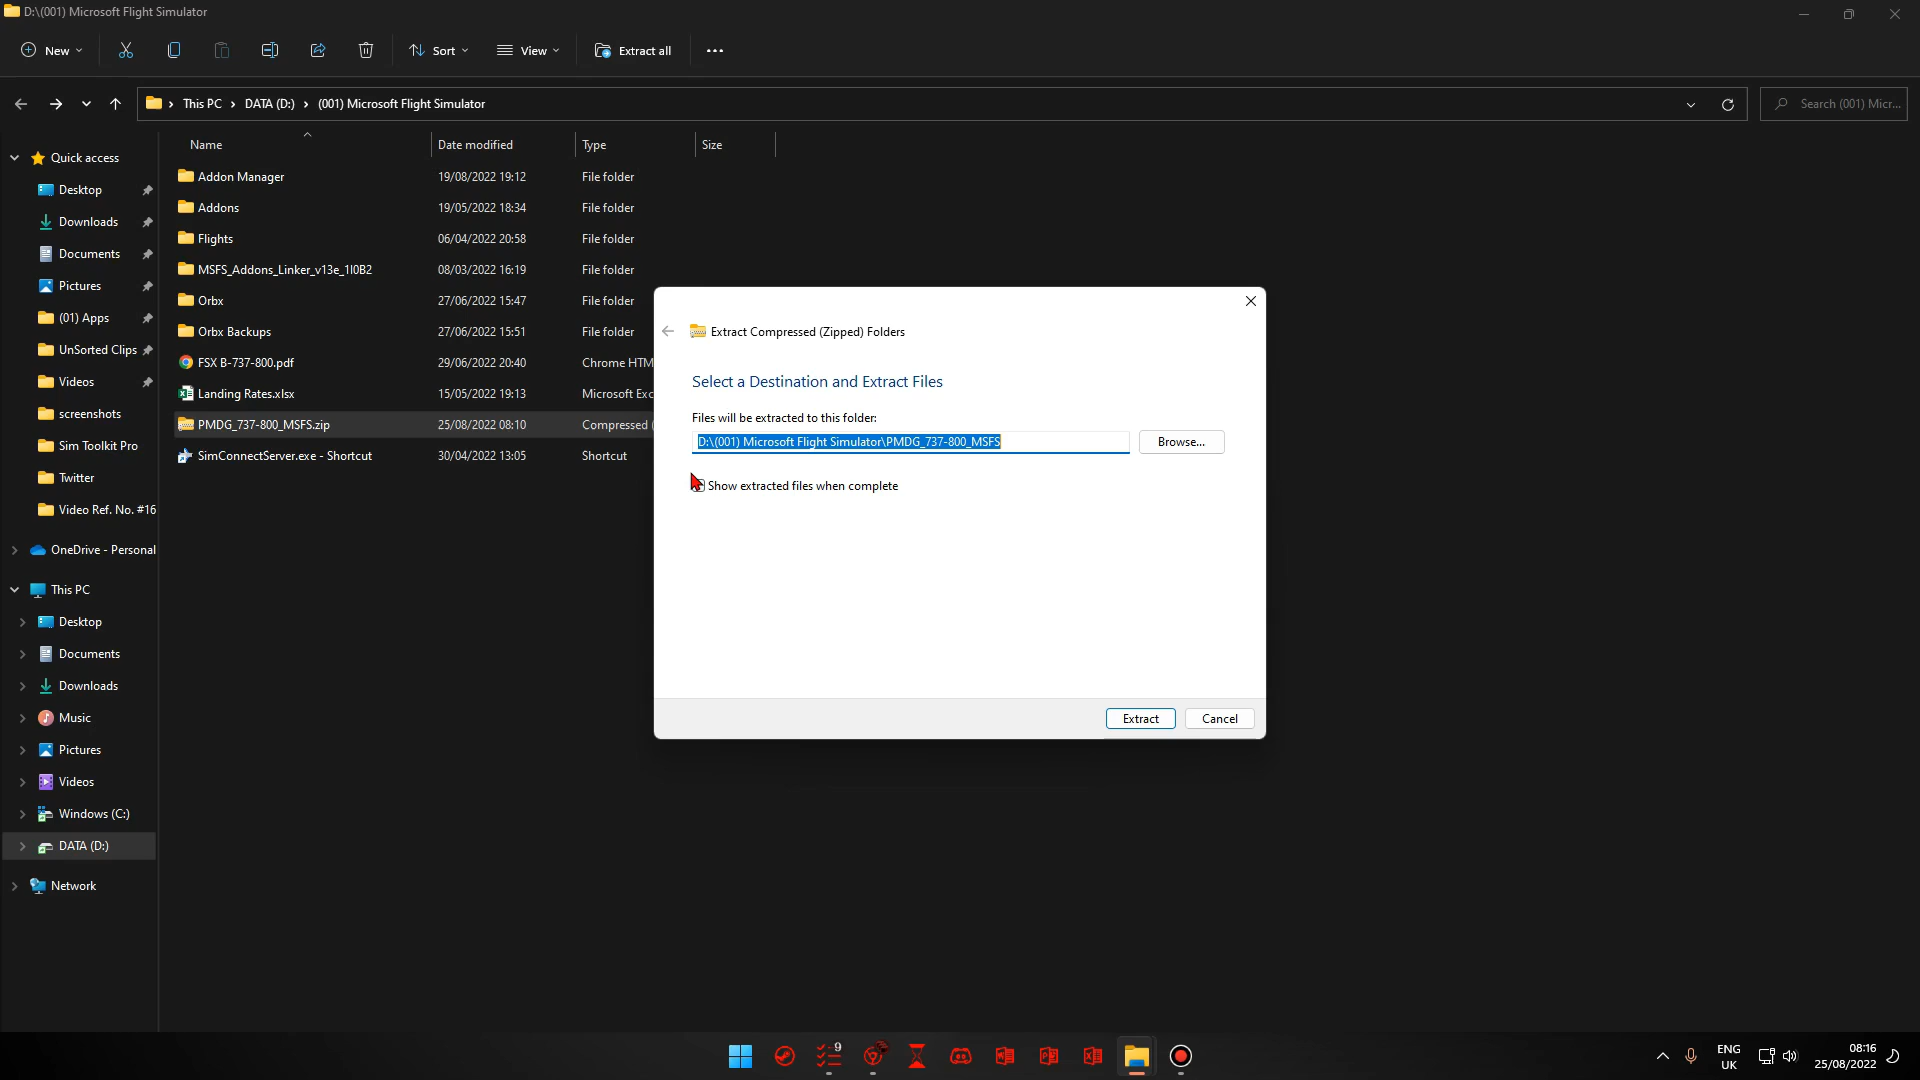 D:\(001) Microsoft Flight Simulator
New
Sort
View
Extract all
This PC > DATA (D:) > (001) Microsoft Flight Simulator
Search (001) Micr...
Name Date modified Type Size
Quick access
Desktop
Downloads
Documents
Pictures
(01) Apps
UnSorted Clips
Videos
screenshots
Sim Toolkit Pro
Twitter
Video Ref. No. #16
OneDrive - Personal
This PC
Desktop
Documents
Downloads
Music
Pictures
Videos
Windows (C:)
DATA (D:)
Network
Addon Manager 19/08/2022 19:12 File folder
Addons 19/05/2022 18:34 File folder
Flights 06/04/2022 20:58 File folder
MSFS_Addons_Linker_v13e_1I0B2 08/03/2022 16:19 File folder
Orbx 27/06/2022 15:47 File folder
Orbx Backups 27/06/2022 15:51 File folder
FSX B-737-800.pdf 29/06/2022 20:40 Chrome HTM
Landing Rates.xlsx 15/05/2022 19:13 Microsoft Exc
PMDG_737-800_MSFS.zip 25/08/2022 08:10 Compressed (
SimConnectServer.exe - Shortcut 30/04/2022 13:05 Shortcut
Extract Compressed (Zipped) Folders
Select a Destination and Extract Files
Files will be extracted to this folder:
D:\(001) Microsoft Flight Simulator\PMDG_737-800_MSFS
Browse...
Show extracted files when complete
Extract
Cancel
9
ENG
UK
08:16
25/08/2022